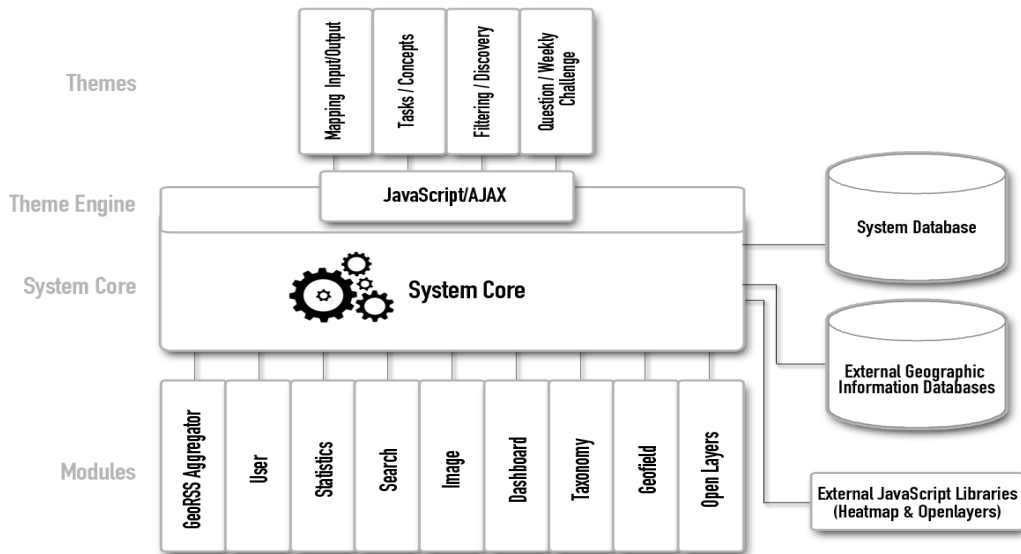 Themes
Mapping Input/Output
Tasks / Concepts
Filtering / Discovery
Question / Weekly
Challenge
Theme Engine
JavaScript/AJAX
System Core
System Core
System Database
External Geographic
Information Databases
Modules
GeoRSS Aggregator
User
Statistics
Search
Image
Dashboard
Taxonomy
Geofield
Open Layers
External JavaScript Libraries
(Heatmap & Openlayers)